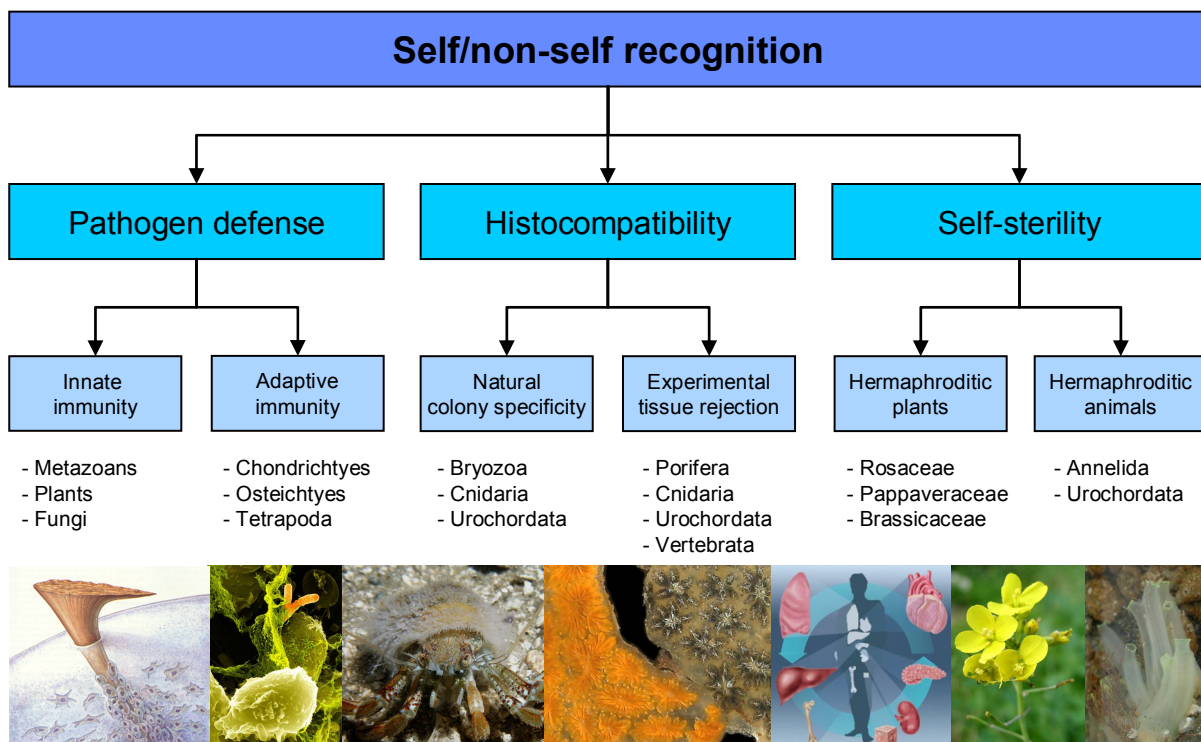 Self/non-self recognition
Pathogen defense
Histocompatibility
Self-sterility
Innate
immunity
Adaptive
immunity
Natural
colony specificity
Experimental
tissue rejection
Hermaphroditic
plants
Hermaphroditic
animals
- Metazoans
- Plants
- Fungi
- Chondrichtyes
- Osteichtyes
- Tetrapoda
- Bryozoa
- Cnidaria
- Urochordata
- Porifera
- Cnidaria
- Urochordata
- Vertebrata
- Rosaceae
- Pappaveraceae
- Brassicaceae
- Annelida
- Urochordata